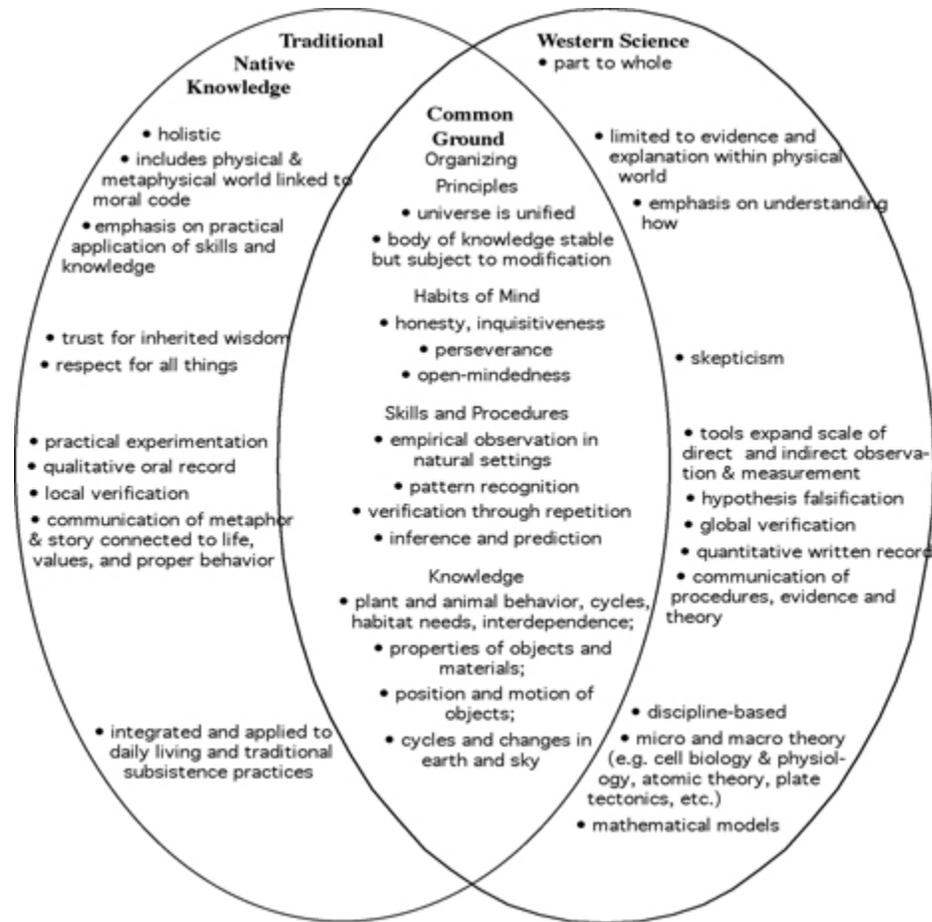 Traditional
Native
Knowledge
• holistic
• includes physical &
metaphysical world linked to
moral code
• emphasis on practical
application of skills and
knowledge
• trust for inherited wisdom
• respect for all things
• practical experimentation
• qualitative oral record
• local verification
• communication of metaphor
& story connected to life,
values, and proper behavior
• integrated and applied to
daily living and traditional
subsistence practices
Common
Ground
Organizing
Principles
• universe is unified
• body of knowledge stable
but subject to modification
Habits of Mind
• honesty, inquisitiveness
• perseverance
• open-mindedness
Skills and Procedures
• empirical observation in
natural settings
• pattern recognition
• verification through repetition
• inference and prediction
Knowledge
• plant and animal behavior, cycles,
habitat needs, interdependence;
• properties of objects and
materials;
• position and motion of
objects;
• cycles and changes in
earth and sky
Western Science
• part to whole
• limited to evidence and
explanation within physical
world
• emphasis on understanding
how
• skepticism
• tools expand scale of
direct and indirect observa-
tion & measurement
• hypothesis falsification
• global verification
• quantitative written record
• communication of
procedures, evidence and
theory
• discipline-based
• micro and macro theory
(e.g. cell biology & physiol-
ogy, atomic theory, plate
tectonics, etc.)
• mathematical models